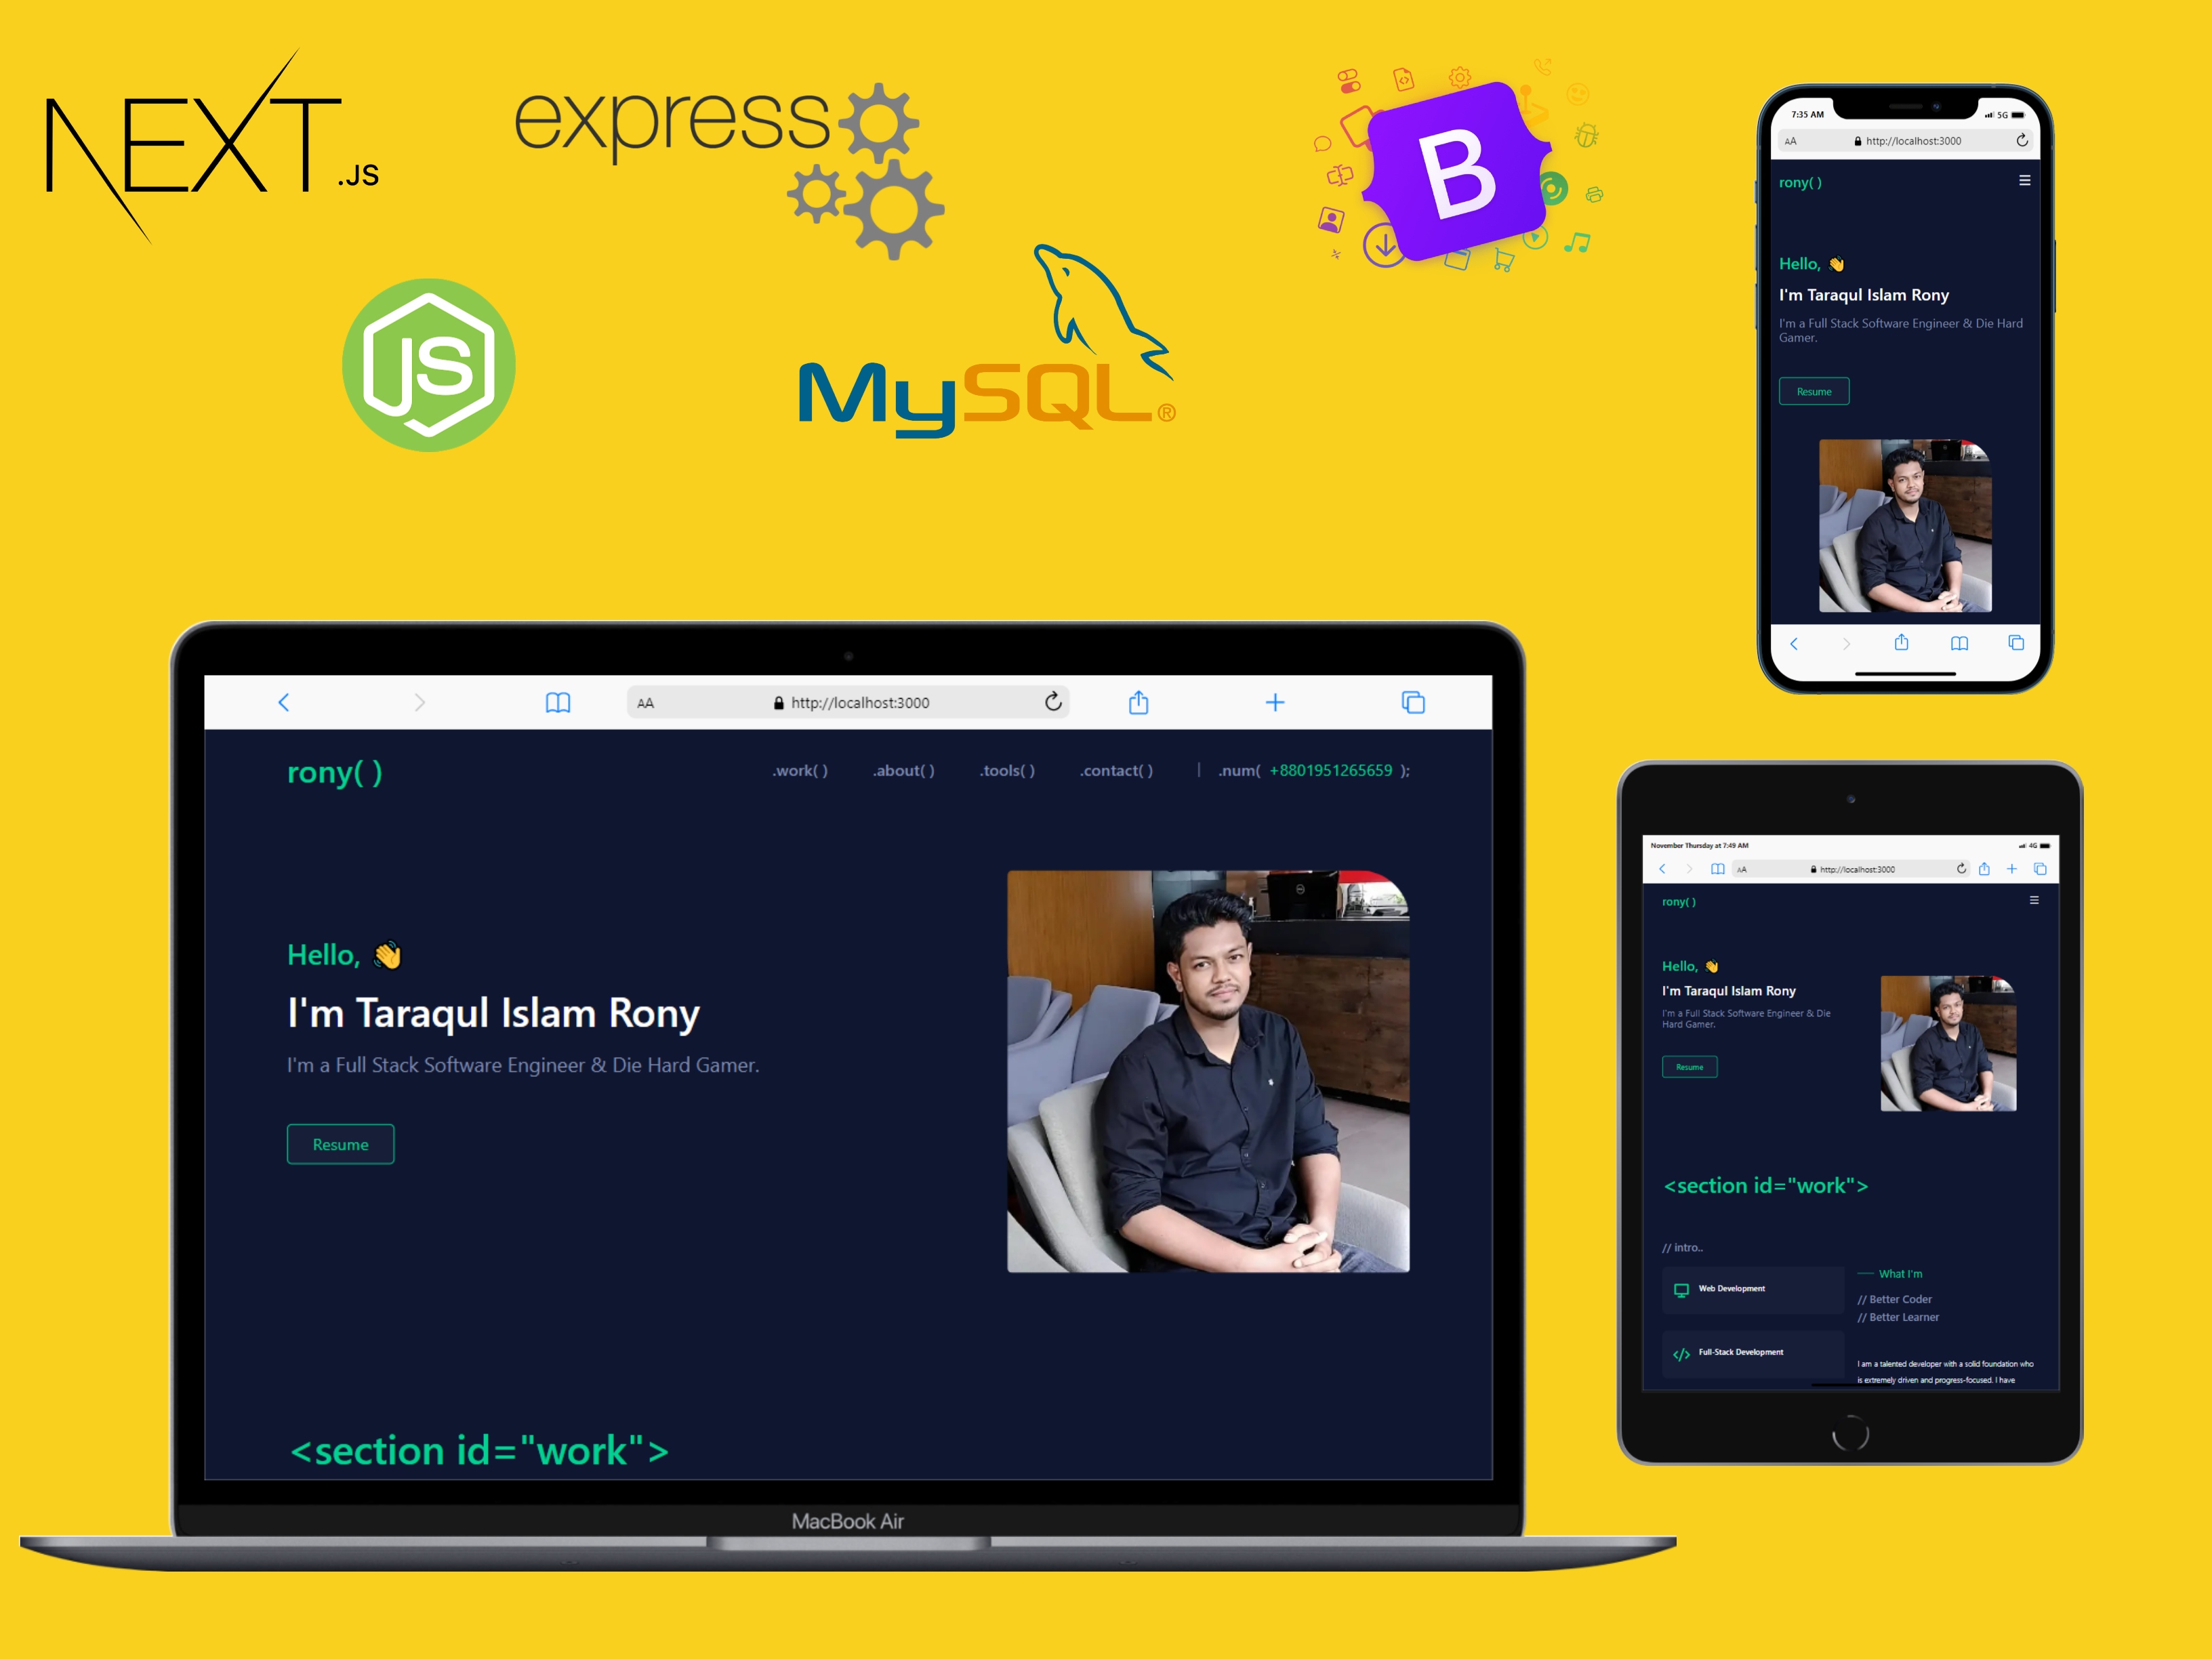 NEXT.JS
express
JS
MySQL®
B
7:35 AM
5G
AA
http://localhost:3000
rony( )
Hello, 👋
I'm Taraqul Islam Rony
I'm a Full Stack Software Engineer & Die Hard
Gamer.
Resume
AA
http://localhost:3000
rony( )
.work( )
.about( )
.tools( )
.contact( )
|
.num( +8801951265659 );
Hello, 👋
I'm Taraqul Islam Rony
I'm a Full Stack Software Engineer & Die Hard Gamer.
Resume
<section id="work">
MacBook Air
November Thursday at 7:49 AM
4G
AA
http://localhost:3000
rony( )
Hello, 👋
I'm Taraqul Islam Rony
I'm a Full Stack Software Engineer & Die
Hard Gamer.
Resume
<section id="work">
// intro..
Web Development
</> Full-Stack Development
What I'm
// Better Coder
// Better Learner
I am a talented developer with a solid foundation who
is extremely driven and progress-focused. I have